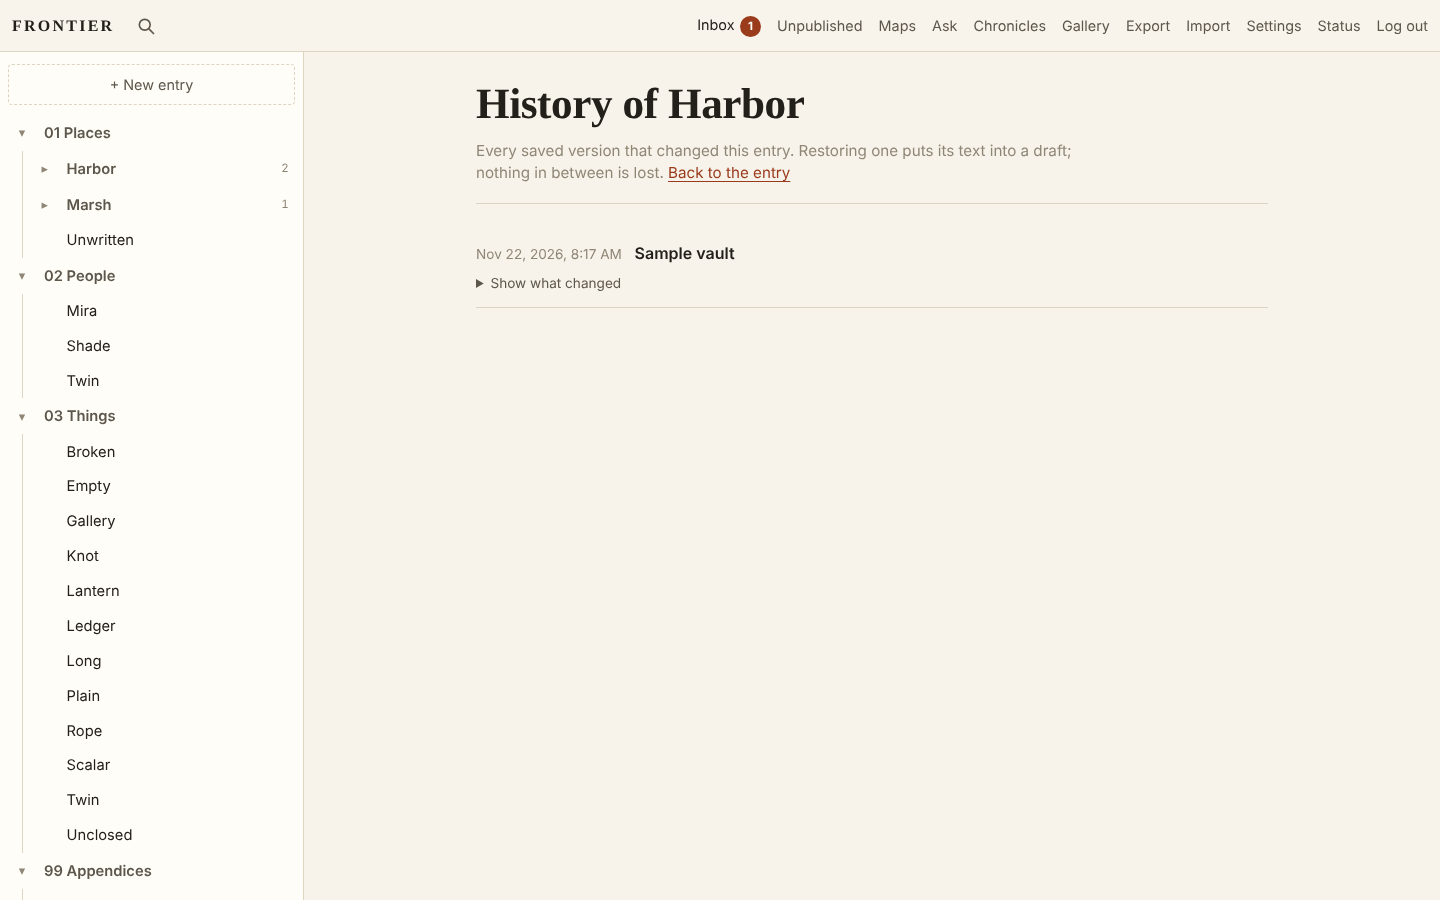 FRONTIER
Inbox 1 Unpublished Maps Ask Chronicles Gallery Export Import Settings Status Log out
+ New entry
01 Places
Harbor 2
Marsh 1
Unwritten
02 People
Mira
Shade
Twin
03 Things
Broken
Empty
Gallery
Knot
Lantern
Ledger
Long
Plain
Rope
Scalar
Twin
Unclosed
99 Appendices
History of Harbor
Every saved version that changed this entry. Restoring one puts its text into a draft;
nothing in between is lost. Back to the entry
Nov 22, 2026, 8:17 AM Sample vault
Show what changed